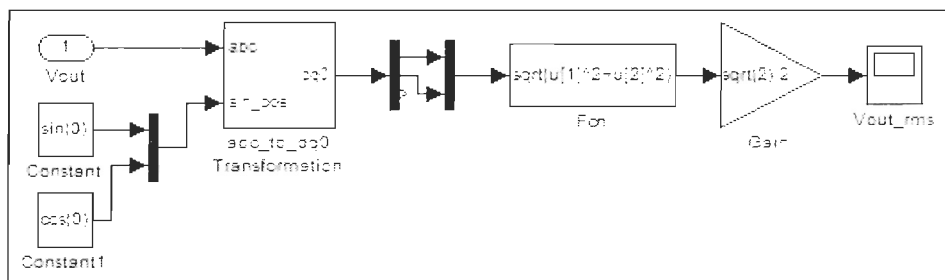 1
Vout
abc
dq0
sin_cos
abc_to_dq0
Transformation
sin(0)
Constant
cos(0)
Constant1
sqrt(u[1]^2+u[2]^2)
Fcn
sqrt(2)/2
Gain
Vout_rms